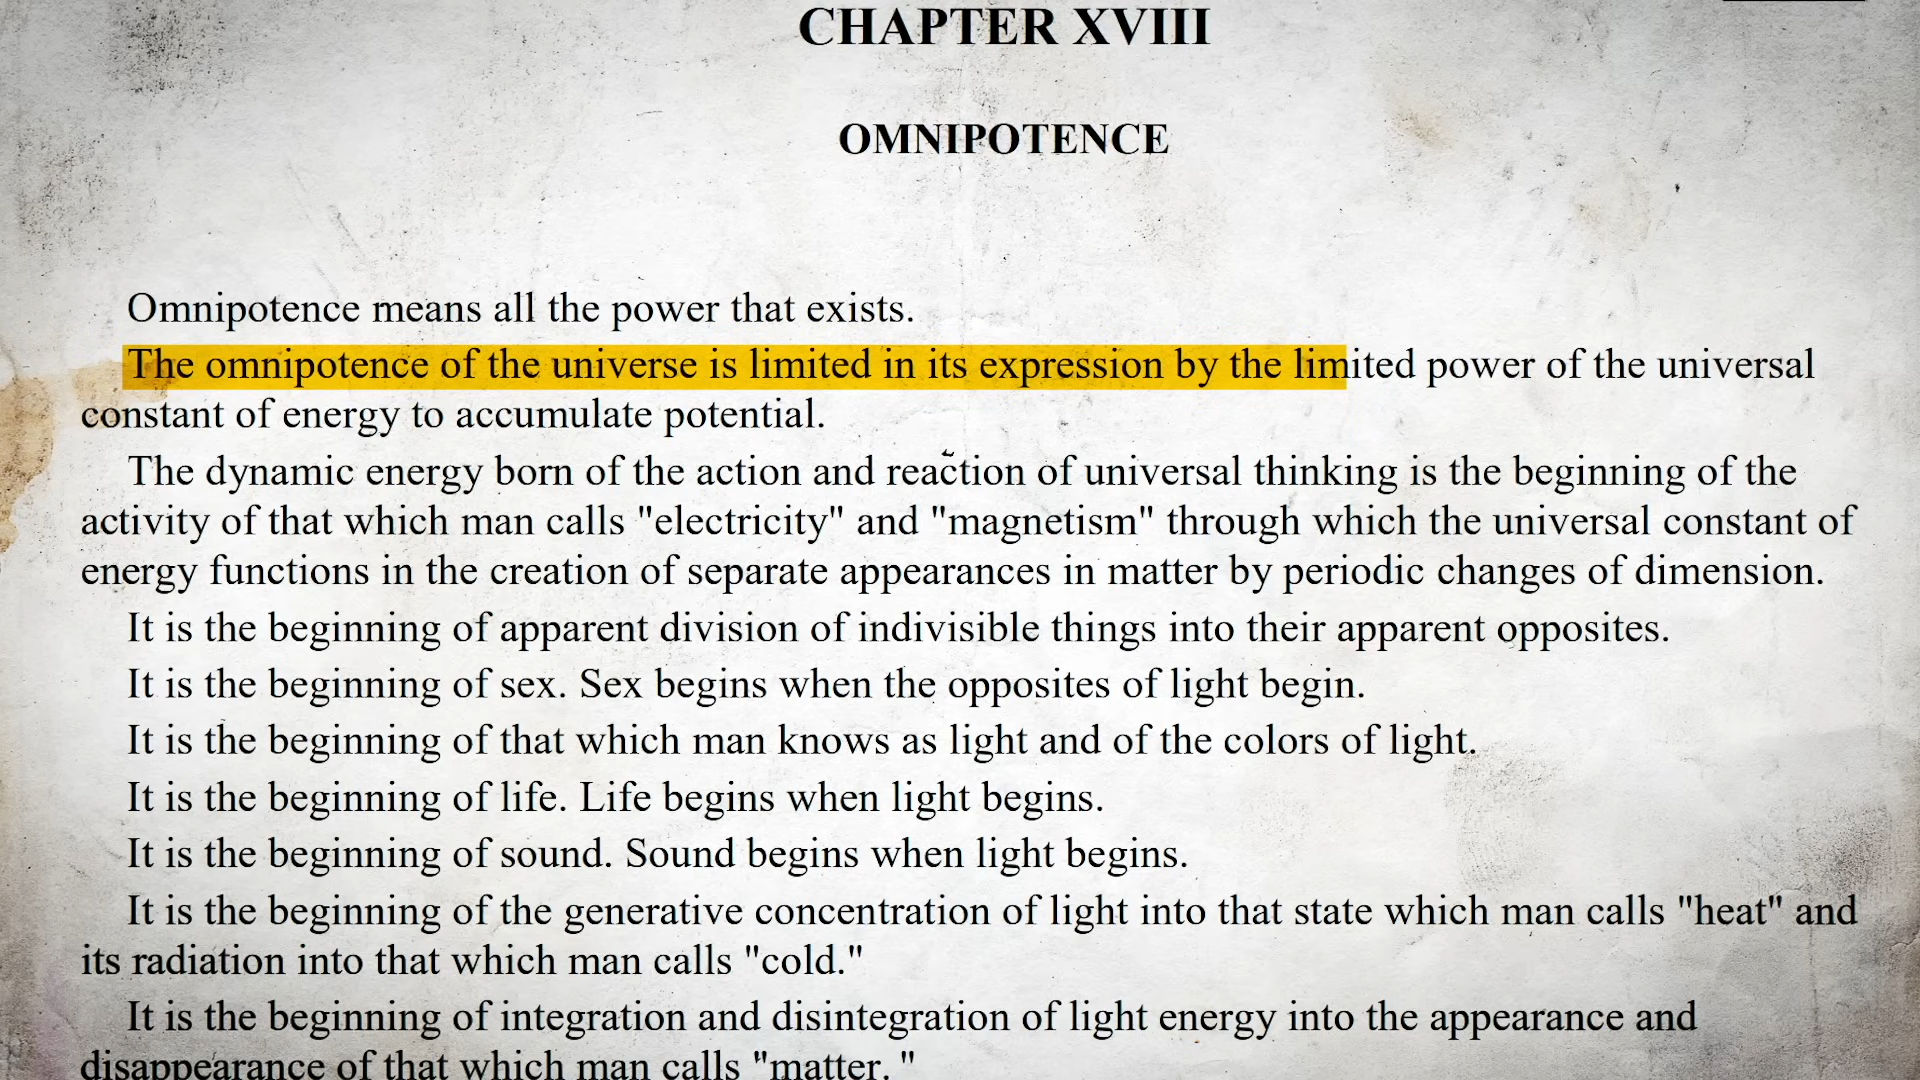 CHAPTER XVIII
OMNIPOTENCE
Omnipotence means all the power that exists.
The omnipotence of the universe is limited in its expression by the limited power of the universal
constant of energy to accumulate potential.
The dynamic energy born of the action and reaction of universal thinking is the beginning of the
activity of that which man calls "electricity" and "magnetism" through which the universal constant of
energy functions in the creation of separate appearances in matter by periodic changes of dimension.
It is the beginning of apparent division of indivisible things into their apparent opposites.
It is the beginning of sex. Sex begins when the opposites of light begin.
It is the beginning of that which man knows as light and of the colors of light.
It is the beginning of life. Life begins when light begins.
It is the beginning of sound. Sound begins when light begins.
It is the beginning of the generative concentration of light into that state which man calls "heat" and
its radiation into that which man calls "cold."
It is the beginning of integration and disintegration of light energy into the appearance and
disappearance of that which man calls "matter. "